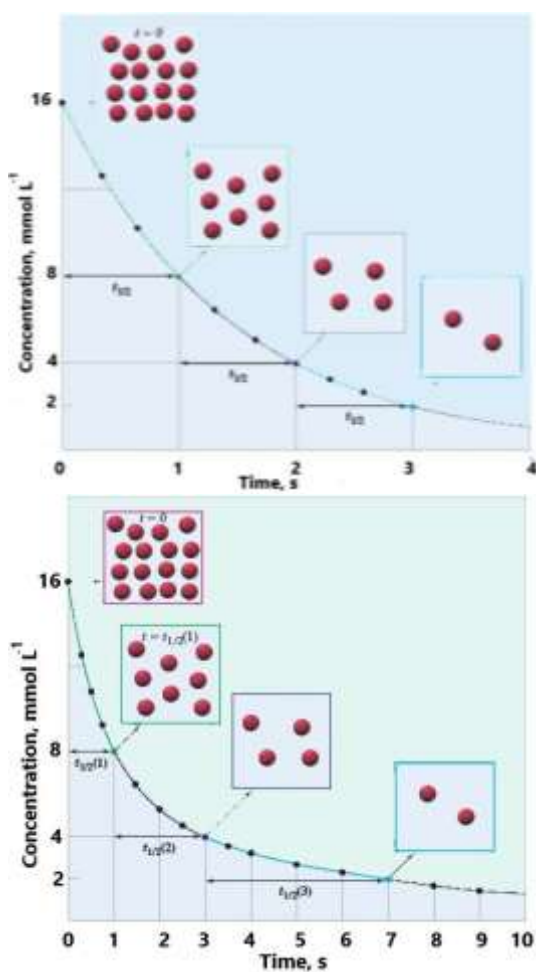 t = 0
16
8
4
2
Concentration, mmol L⁻¹
t₁/₂
t₁/₂
t₁/₂
0
1
2
3
4
Time, s
t = 0
16
t = t₁/₂(1)
8
4
2
Concentration, mmol L⁻¹
t₁/₂(1)
t₁/₂(2)
t₁/₂(3)
0 1 2 3 4 5 6 7 8 9 10
Time, s